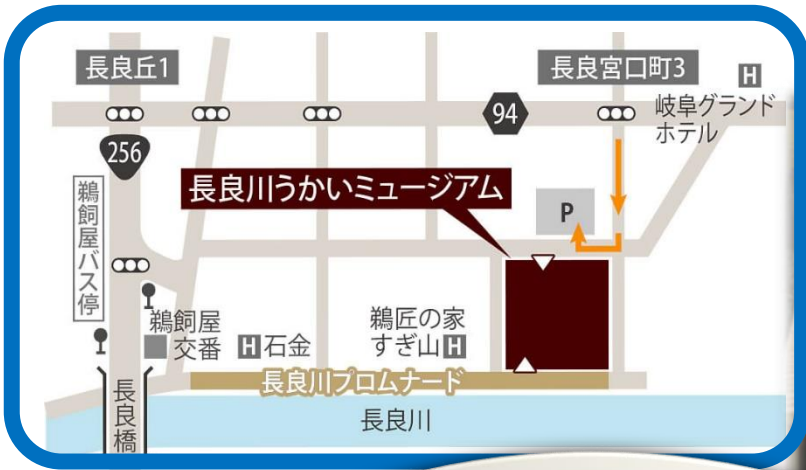 長良丘1
長良宮口町3
H
94
岐阜グランド
ホテル
256
長良川うかいミュージアム
P
鵜飼屋バス停
鵜飼屋
交番
H石金
鵜匠の家
すぎ山H
長良川プロムナード
長良橋
長良川